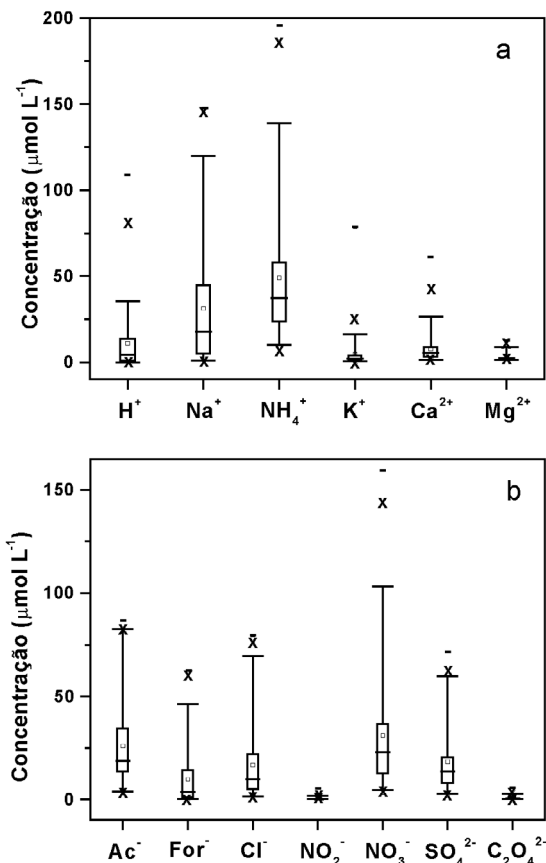 a
Concentração (μmol L⁻¹)
200
150
100
50
0
H⁺ Na⁺ NH₄⁺ K⁺ Ca²⁺ Mg²⁺
b
Concentração (μmol L⁻¹)
150
100
50
0
Ac⁻ For⁻ Cl⁻ NO₂⁻ NO₃⁻ SO₄²⁻ C₂O₄²⁻